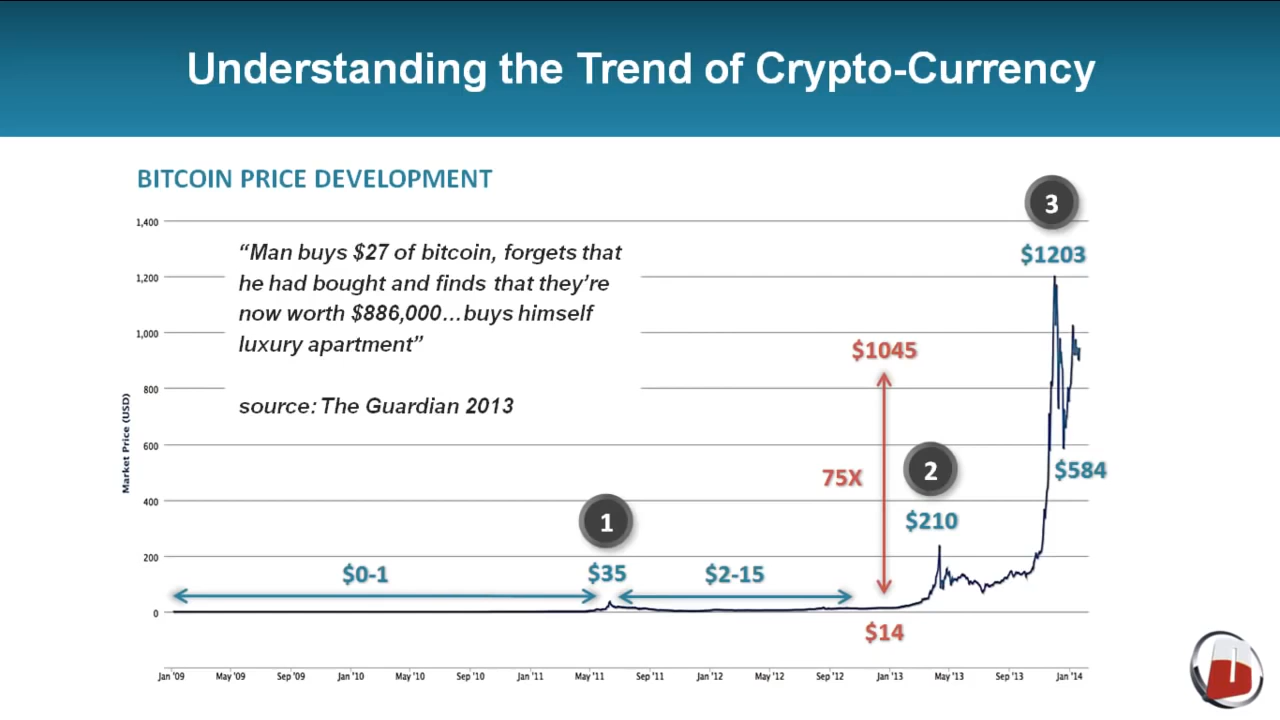 Understanding the Trend of Crypto-Currency
BITCOIN PRICE DEVELOPMENT
3
1,400
“Man buys $27 of bitcoin, forgets that
he had bought and finds that they’re
now worth $886,000...buys himself
luxury apartment”
source: The Guardian 2013
$1203
1,200
1,000
$1045
800
Market Price (USD)
600
75X
2
$584
400
1
$210
200
$0-1
$35
$2-15
0
$14
Jan '09 May '09 Sep '09 Jan '10 May '10 Sep '10 Jan '11 May '11 Sep '11 Jan '12 May '12 Sep '12 Jan '13 May '13 Sep '13 Jan '14